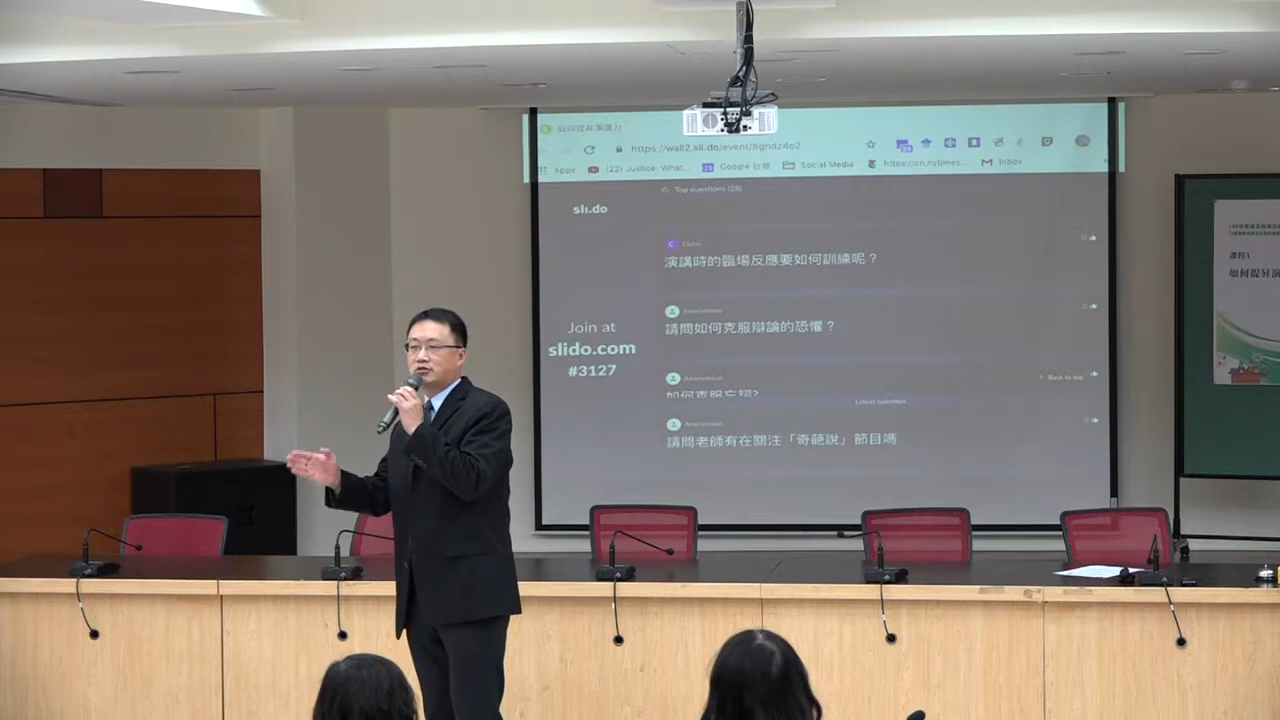 如何提昇演講力
https://wall2.sli.do/event/8gndz4o2
Apps
(22) Justice: What...
Google 日曆
Social Media
https://cn.nytimes...
Inbox
Top questions (28)
sli.do
Claire
演講時的臨場反應要如何訓練呢？
Anonymous
請問如何克服辯論的恐懼？
Join at
slido.com
#3127
Anonymous
Back to top
如何克服忘詞?
Latest question
Anonymous
請問老師有在關注「奇葩說」節目嗎
課程A
如何提昇演